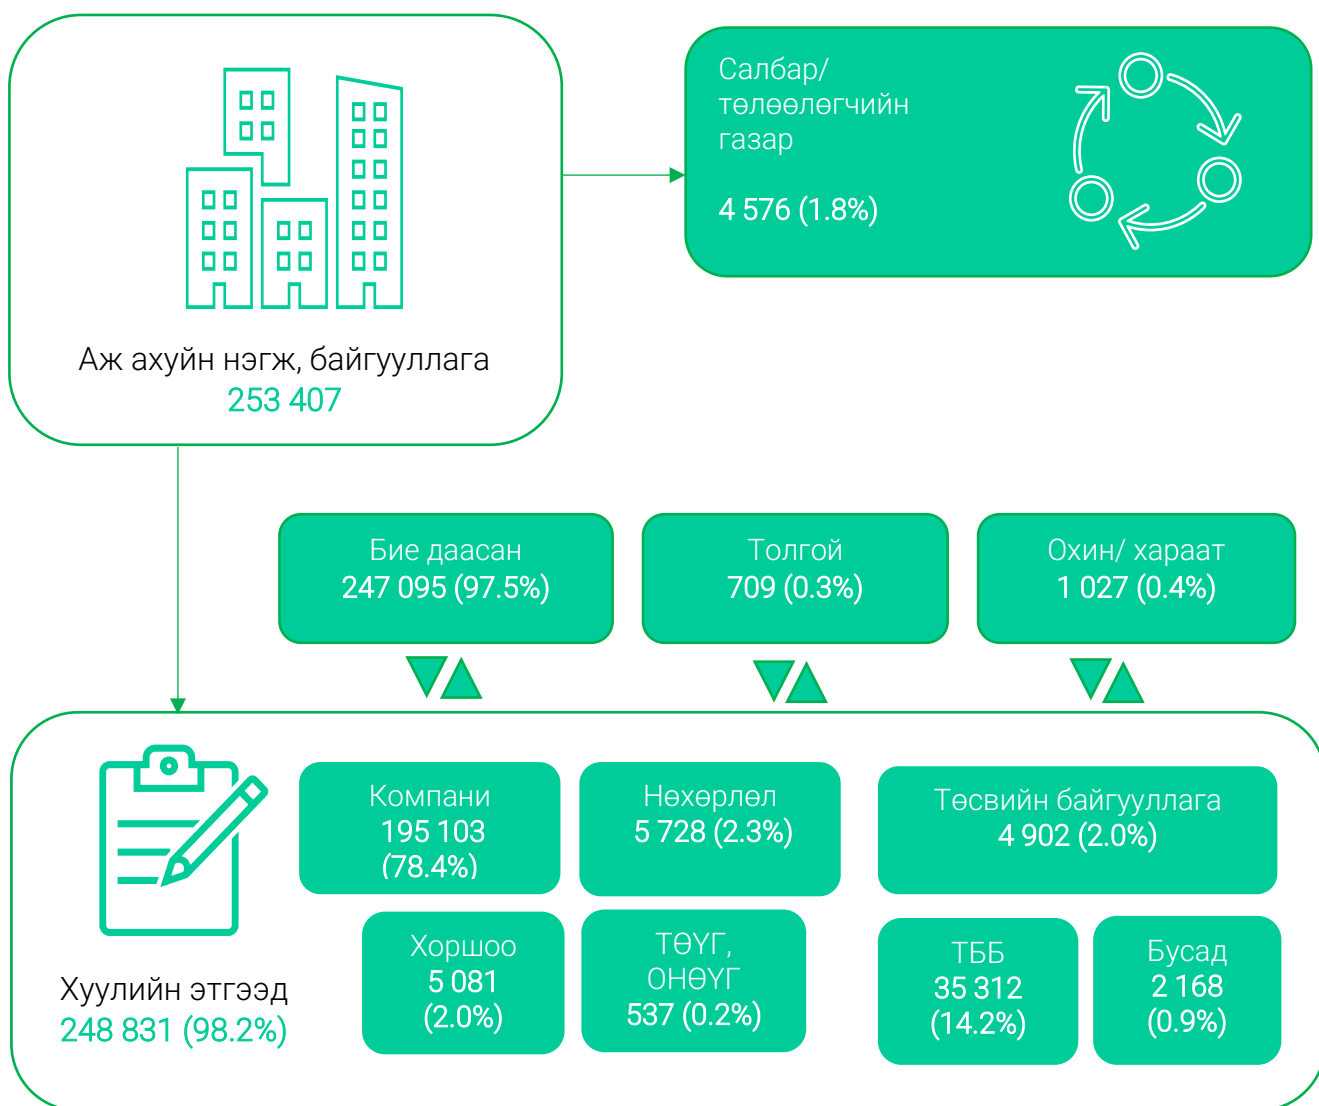 Салбар/
төлөөлөгчийн
газар
4 576 (1.8%)
Аж ахуйн нэгж, байгууллага
253 407
Бие даасан
247 095 (97.5%)
Толгой
709 (0.3%)
Охин/ хараат
1 027 (0.4%)
Компани
195 103
(78.4%)
Нөхөрлөл
5 728 (2.3%)
Төсвийн байгууллага
4 902 (2.0%)
Хоршоо
5 081
(2.0%)
ТӨҮГ,
ОНӨҮГ
537 (0.2%)
ТББ
35 312
(14.2%)
Бусад
2 168
(0.9%)
Хуулийн этгээд
248 831 (98.2%)